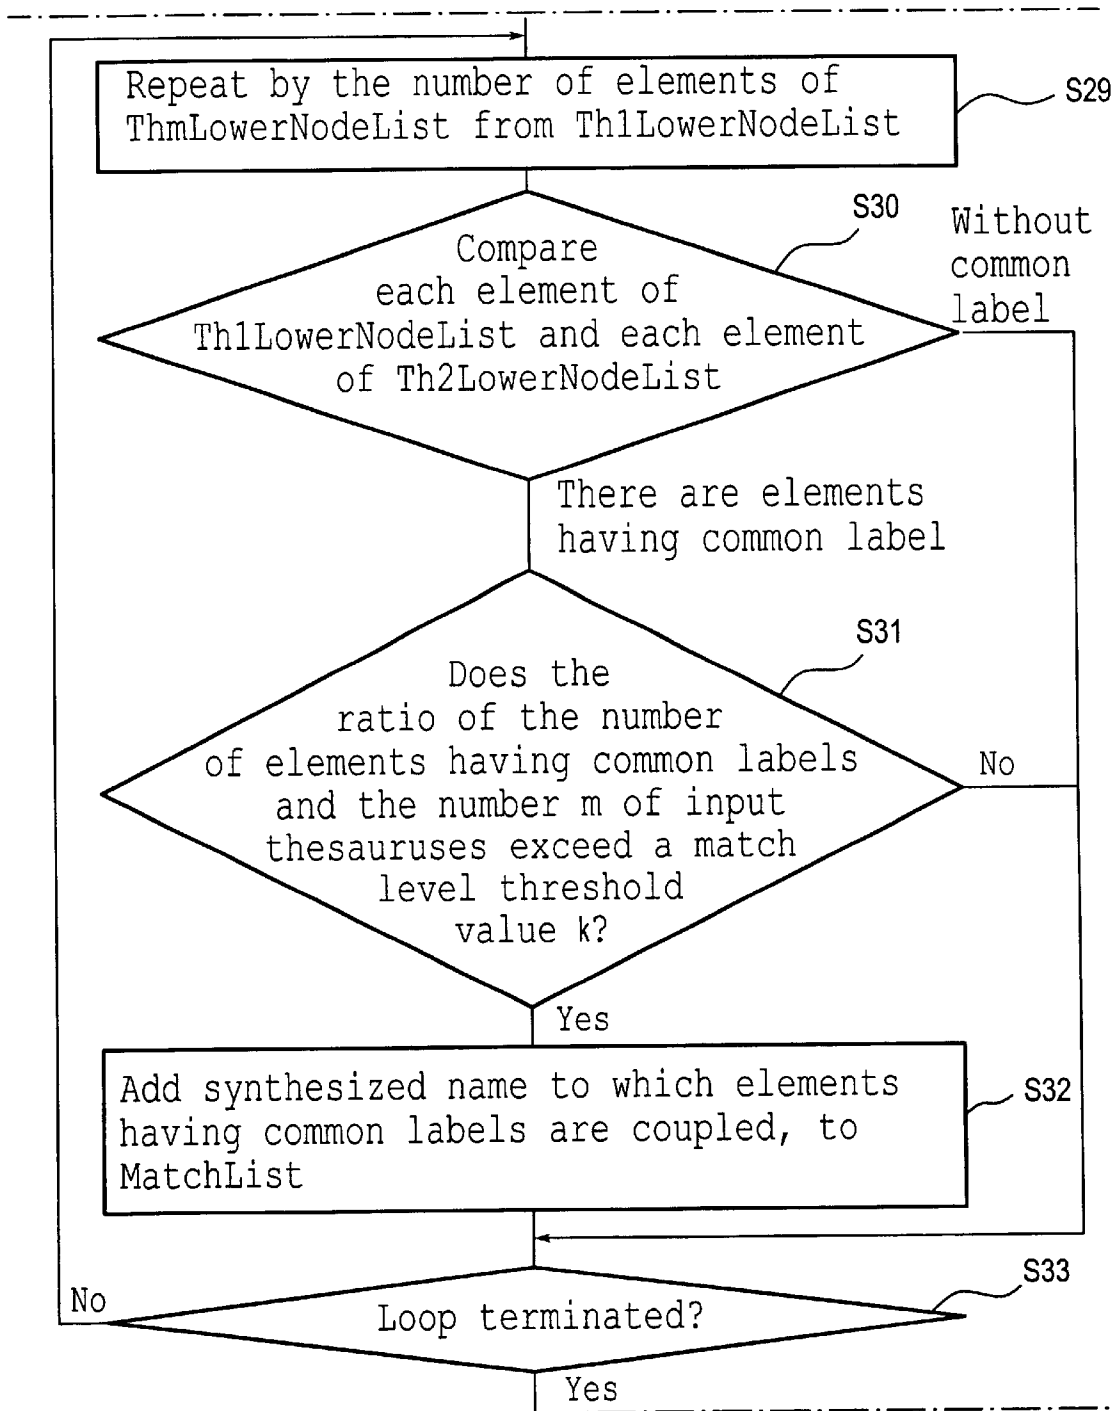 Repeat by the number of elements of
ThmLowerNodeList from Th1LowerNodeList
S29
S30
Without
common
label
Compare
each element of
Th1LowerNodeList and each element
of Th2LowerNodeList
There are elements
having common label
S31
Does the
ratio of the number
of elements having common labels
and the number m of input
thesauruses exceed a match
level threshold
value k?
No
Yes
Add synthesized name to which elements
having common labels are coupled, to
MatchList
S32
S33
No
Loop terminated?
Yes